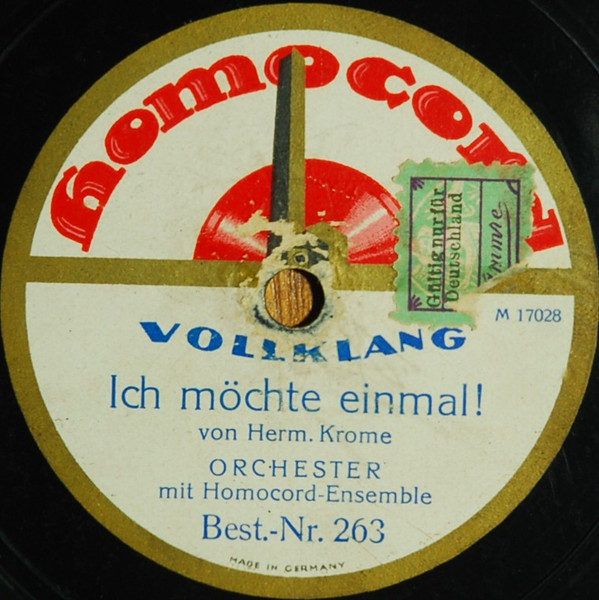 homocord
Gültig nur für
Deutschland
M 17028
VOLLKLANG
Ich möchte einmal!
von Herm. Krome
ORCHESTER
mit Homocord-Ensemble
Best.-Nr. 263
MADE IN GERMANY